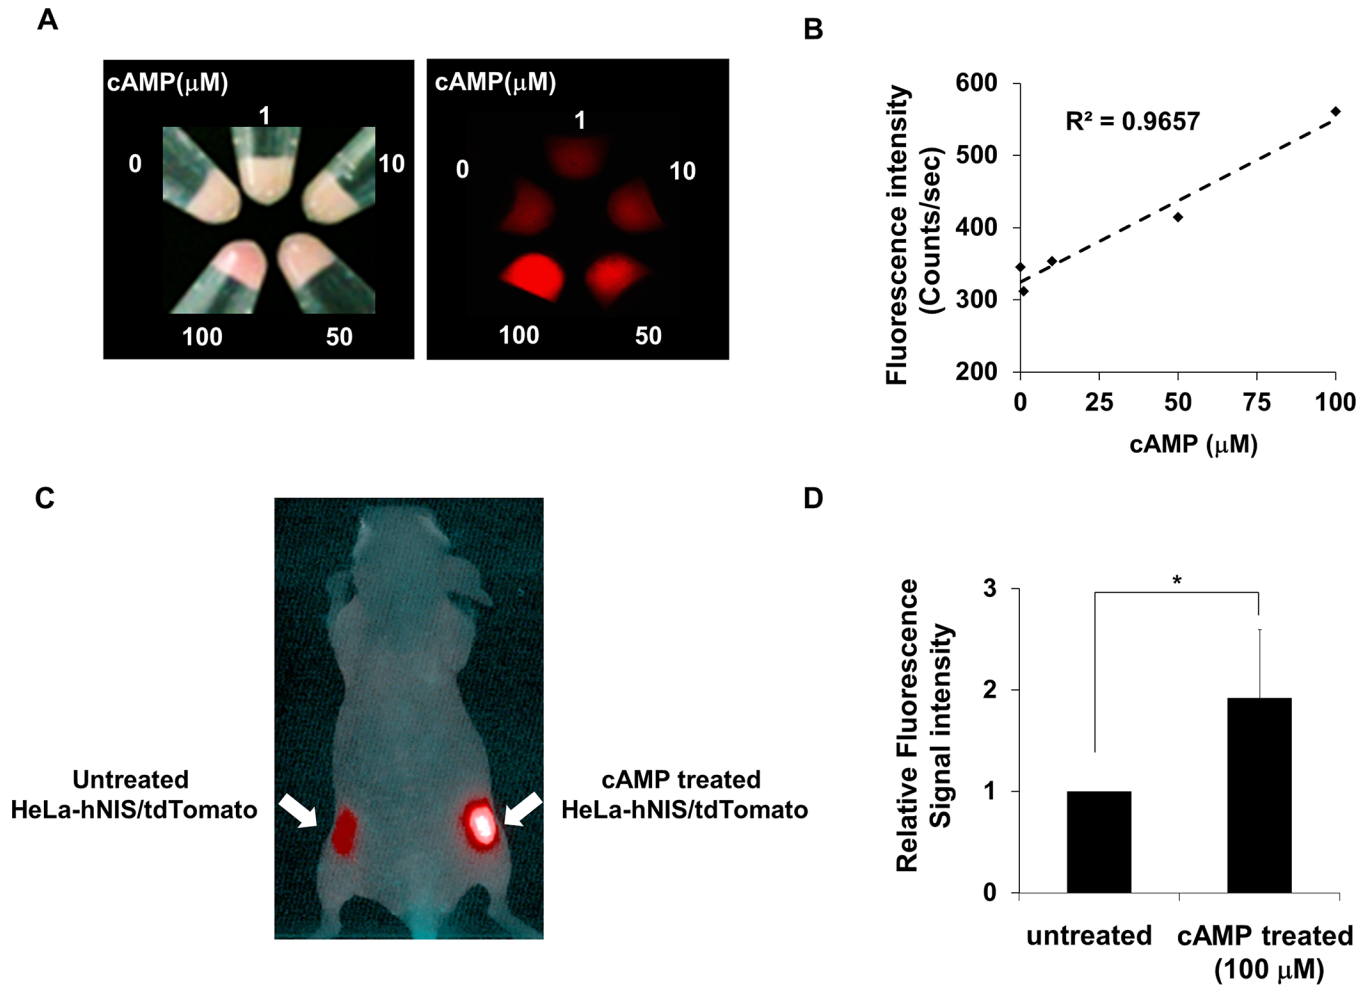 A
cAMP(μM)
1
0
10
100
50
cAMP(μM)
1
0
10
100
50
B
Fluorescence intensity
(Counts/sec)
600
500
400
300
200
R² = 0.9657
0 25 50 75 100
cAMP (μM)
C
Untreated
HeLa-hNIS/tdTomato
cAMP treated
HeLa-hNIS/tdTomato
D
Relative Fluorescence
Signal intensity
3
2
1
0
*
untreated
cAMP treated
(100 μM)